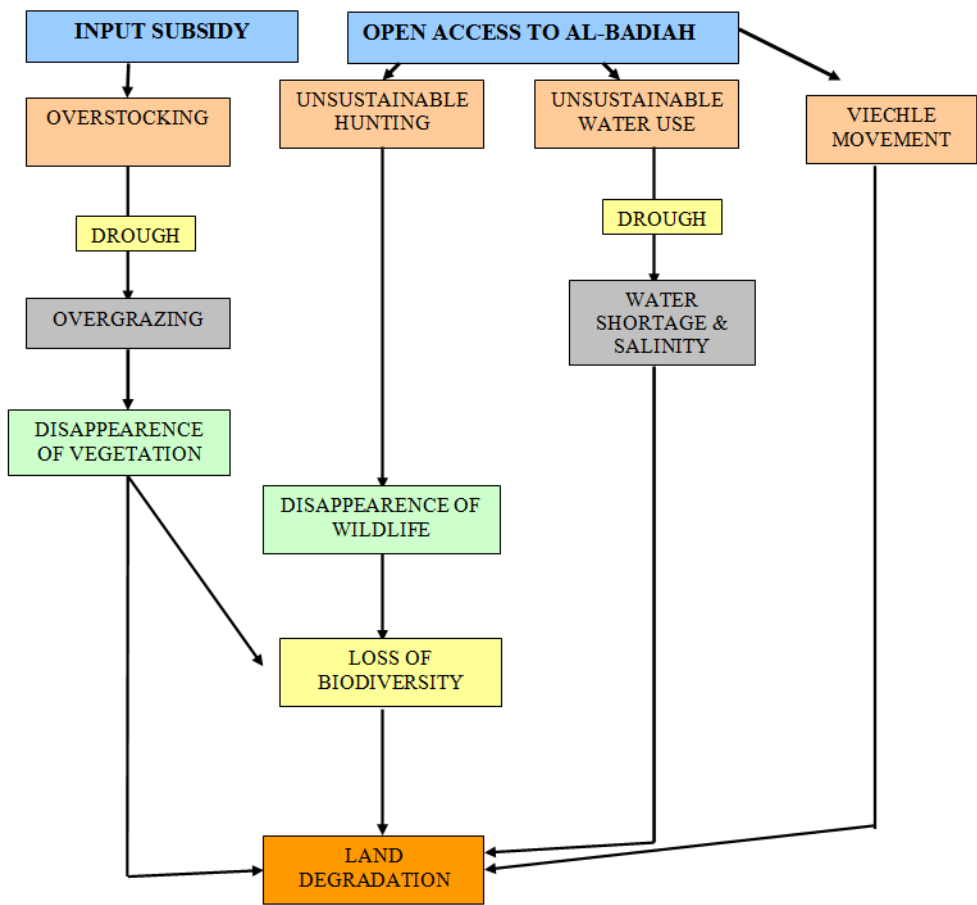 INPUT SUBSIDY
OPEN ACCESS TO AL-BADIAH
OVERSTOCKING
UNSUSTAINABLE
HUNTING
UNSUSTAINABLE
WATER USE
VIECHLE
MOVEMENT
DROUGH
DROUGH
OVERGRAZING
WATER
SHORTAGE &
SALINITY
DISAPPEARENCE
OF VEGETATION
DISAPPEARENCE OF
WILDLIFE
LOSS OF
BIODIVERSITY
LAND
DEGRADATION